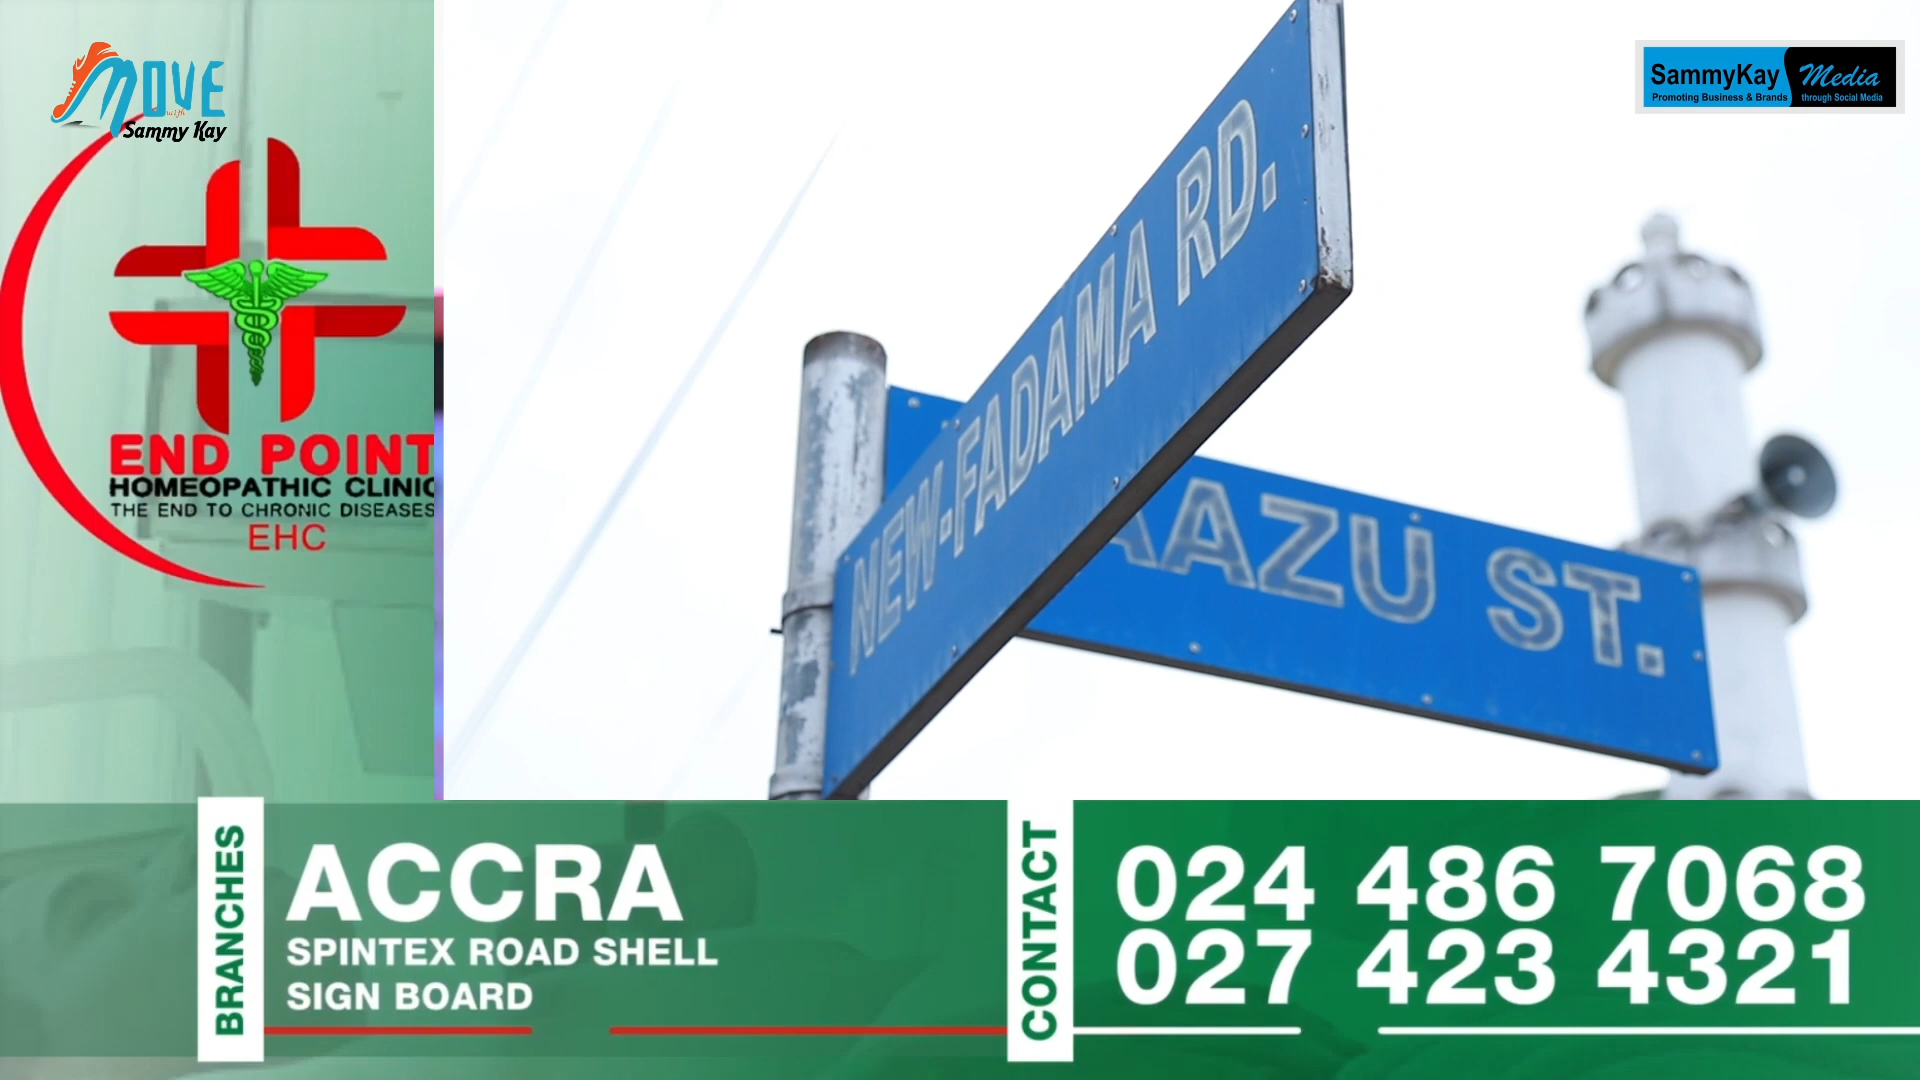 MOVE
Sammy Kay
SammyKay Media
Promoting Business & Brands through Social Media
NEW-FADAMA RD.
AAZU ST.
END POINT
HOMEOPATHIC CLINIC
THE END TO CHRONIC DISEASES
EHC
BRANCHES
ACCRA
SPINTEX ROAD SHELL
SIGN BOARD
CONTACT
024 486 7068
027 423 4321